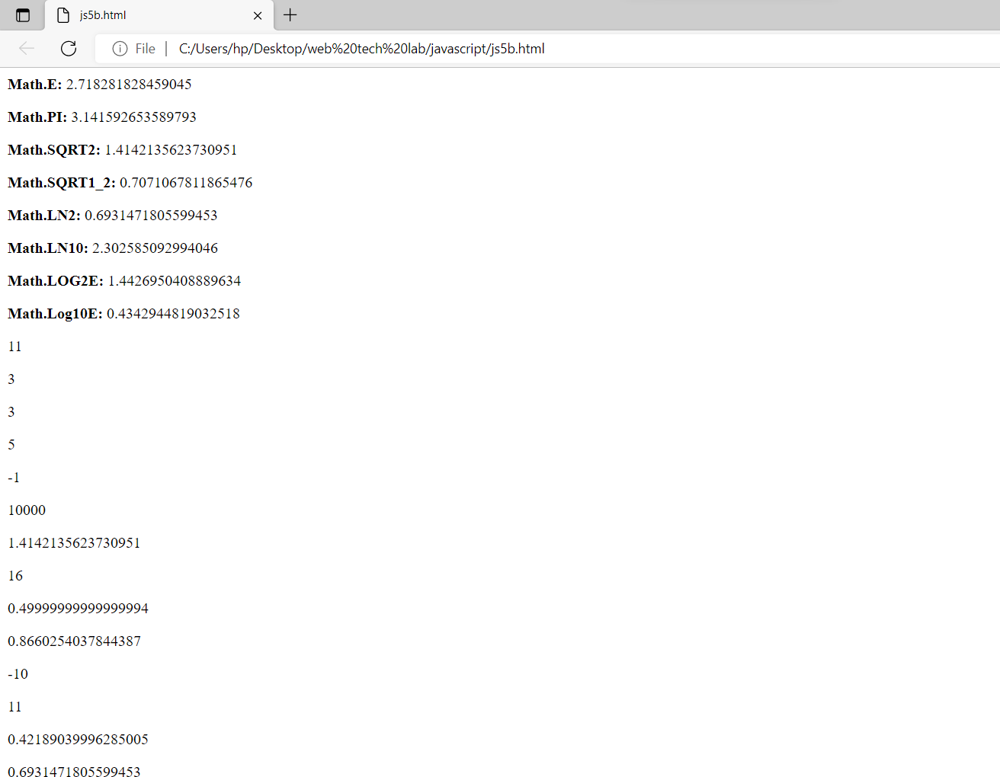 js5b.html
File C:/Users/hp/Desktop/web%20tech%20lab/javascript/js5b.html
Math.E: 2.718281828459045
Math.PI: 3.141592653589793
Math.SQRT2: 1.4142135623730951
Math.SQRT1_2: 0.7071067811865476
Math.LN2: 0.6931471805599453
Math.LN10: 2.302585092994046
Math.LOG2E: 1.4426950408889634
Math.Log10E: 0.4342944819032518
11
3
3
5
-1
10000
1.4142135623730951
16
0.49999999999999994
0.8660254037844387
-10
11
0.42189039996285005
0.6931471805599453